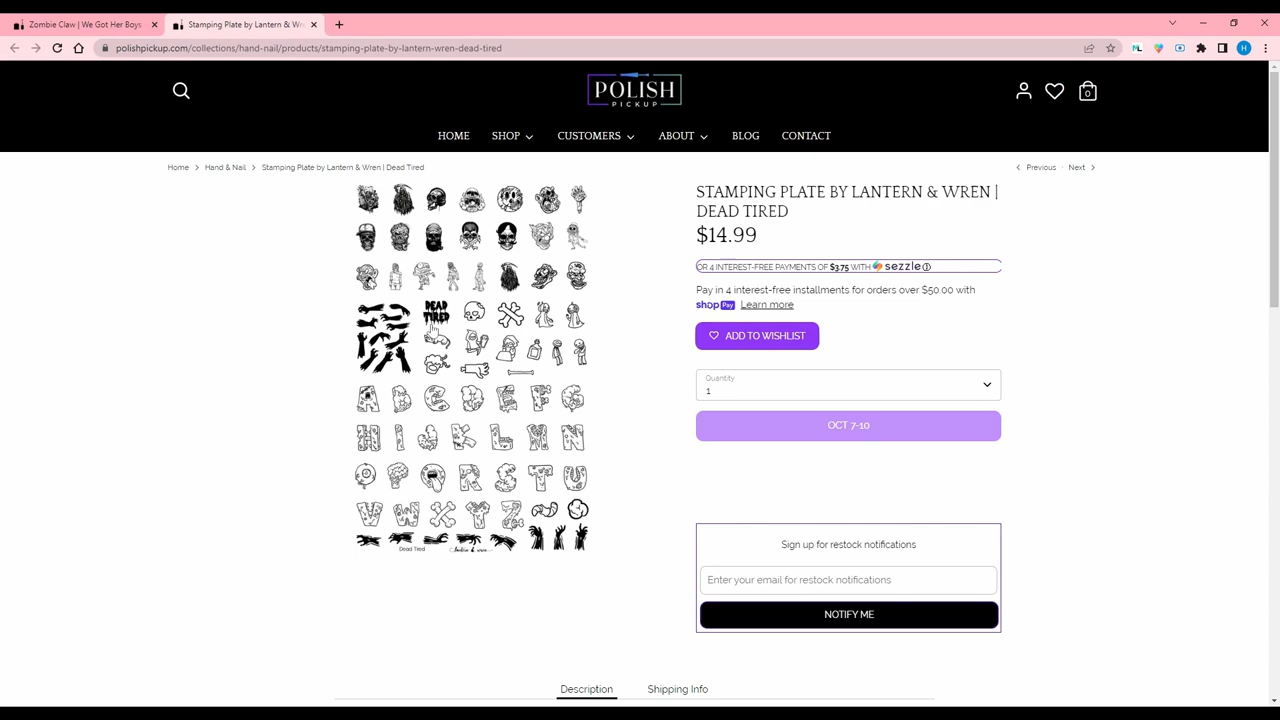 Zombie Claw | We Got Her Boys
Stamping Plate by Lantern & Wr
polishpickup.com/collections/hand-nail/products/stamping-plate-by-lantern-wren-dead-tired
ML
H
POLISH
PICKUP
0
HOME SHOP CUSTOMERS ABOUT BLOG CONTACT
Home > Hand & Nail > Stamping Plate by Lantern & Wren | Dead Tired
< Previous · Next >
DEAD
TIRED
A B C D E F G
H I J K L M N
O P Q R S T U
V W X Y Z
Dead Tired
lantern & wren
STAMPING PLATE BY LANTERN & WREN |
DEAD TIRED
$14.99
OR 4 INTEREST-FREE PAYMENTS OF $3.75 WITH sezzle
Pay in 4 interest-free installments for orders over $50.00 with
shop Pay Learn more
ADD TO WISHLIST
Quantity
1
OCT 7-10
Sign up for restock notifications
Enter your email for restock notifications
NOTIFY ME
Description Shipping Info